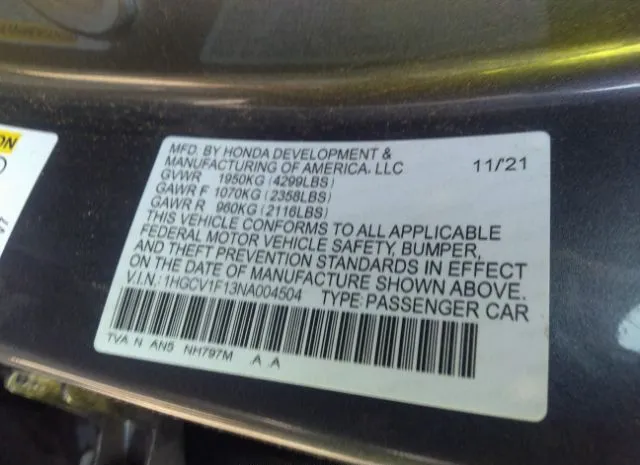 MFD. BY HONDA DEVELOPMENT &
MANUFACTURING OF AMERICA, LLC 11/21
GVWR 1950KG (4299LBS)
GAWR F 1070KG (2358LBS)
GAWR R 960KG (2116LBS)
THIS VEHICLE CONFORMS TO ALL APPLICABLE
FEDERAL MOTOR VEHICLE SAFETY, BUMPER,
AND THEFT PREVENTION STANDARDS IN EFFECT
ON THE DATE OF MANUFACTURE SHOWN ABOVE.
V.I.N.: 1HGCV1F13NA004504 TYPE: PASSENGER CAR
TVA N AN5 NH797M A A